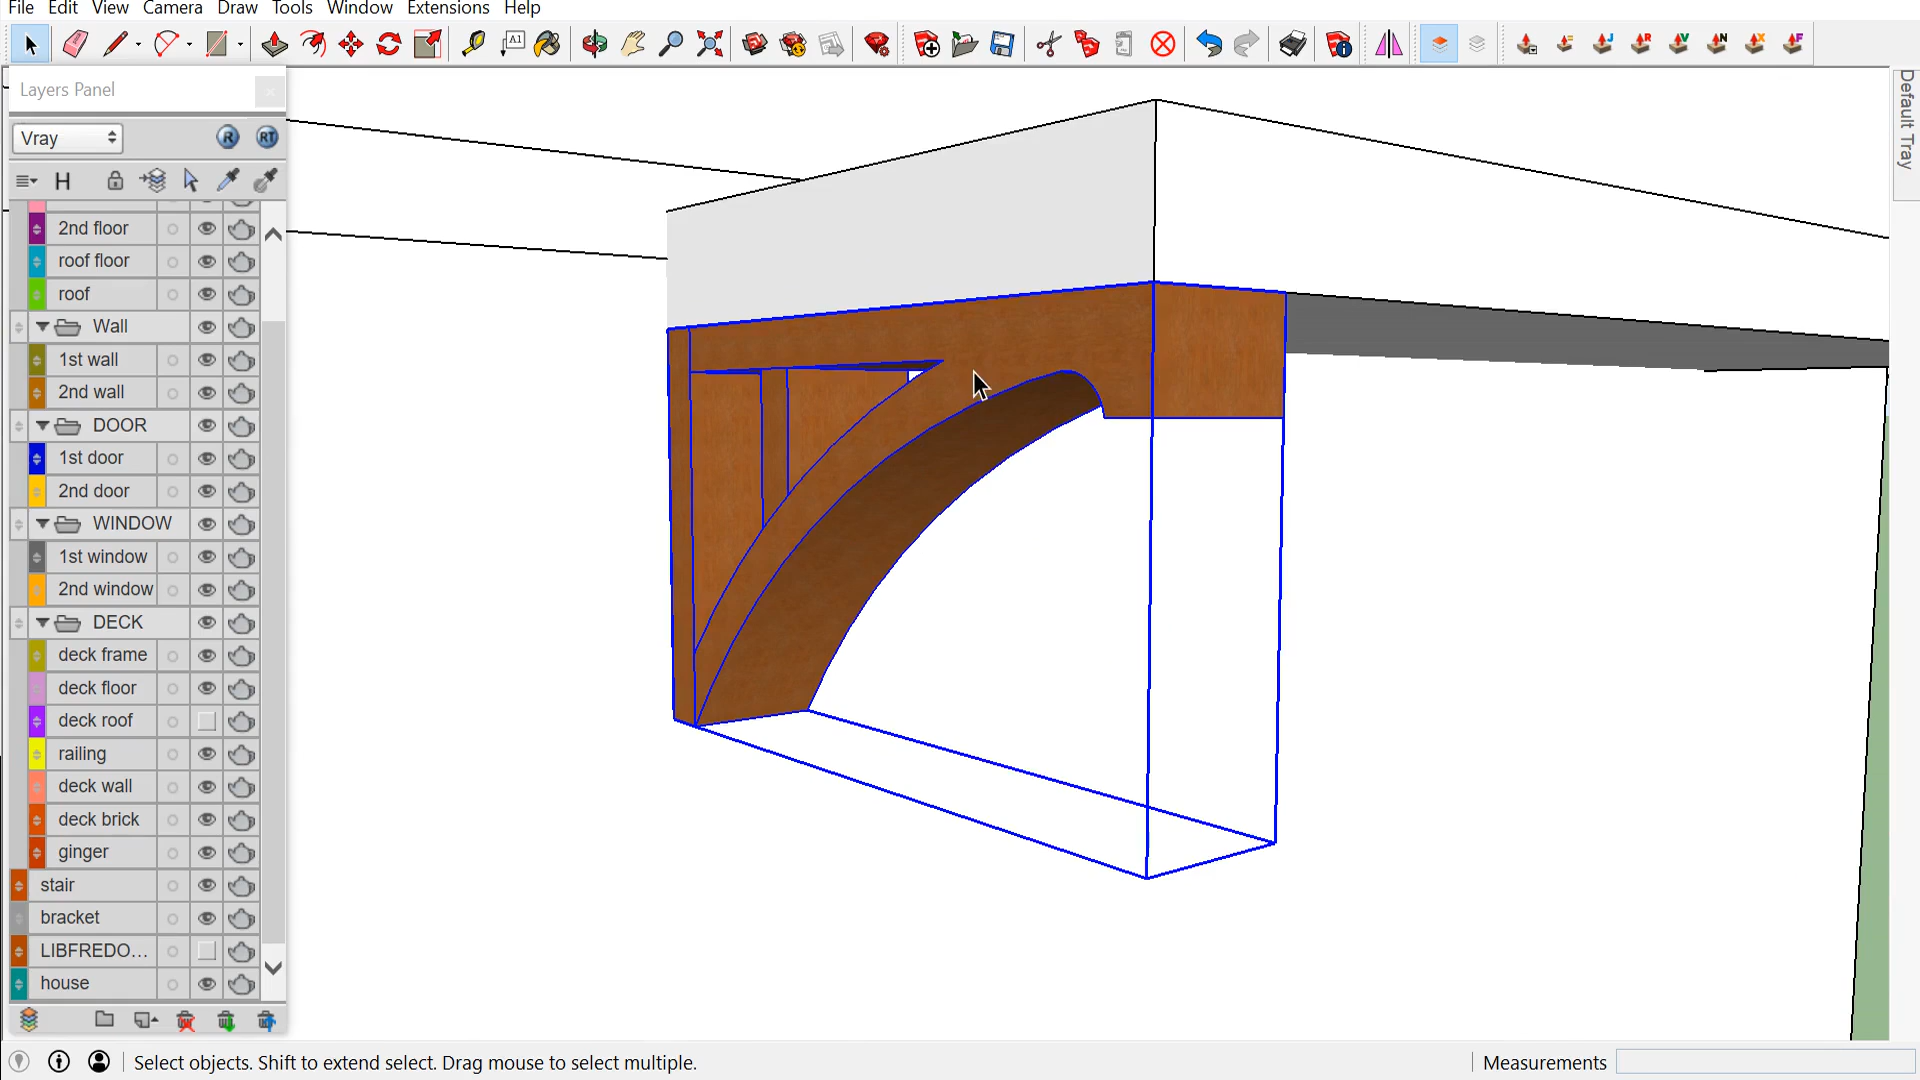 File Edit View Camera Draw Tools Window Extensions Help
A1
J R V N X F
Layers Panel
Default Tray
Vray
R RT
H
2nd floor
roof floor
roof
Wall
1st wall
2nd wall
DOOR
1st door
2nd door
WINDOW
1st window
2nd window
DECK
deck frame
deck floor
deck roof
railing
deck wall
deck brick
ginger
stair
bracket
LIBFREDO...
house
Select objects. Shift to extend select. Drag mouse to select multiple.
Measurements